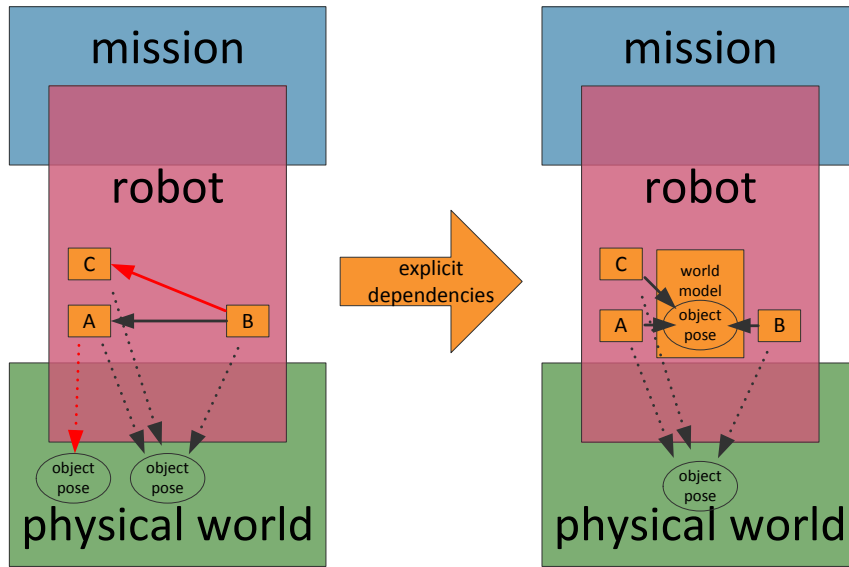 mission
robot
C
A
B
object
pose
object
pose
physical world
explicit
dependencies
mission
robot
C
world
model
A
object
pose
B
object
pose
physical world